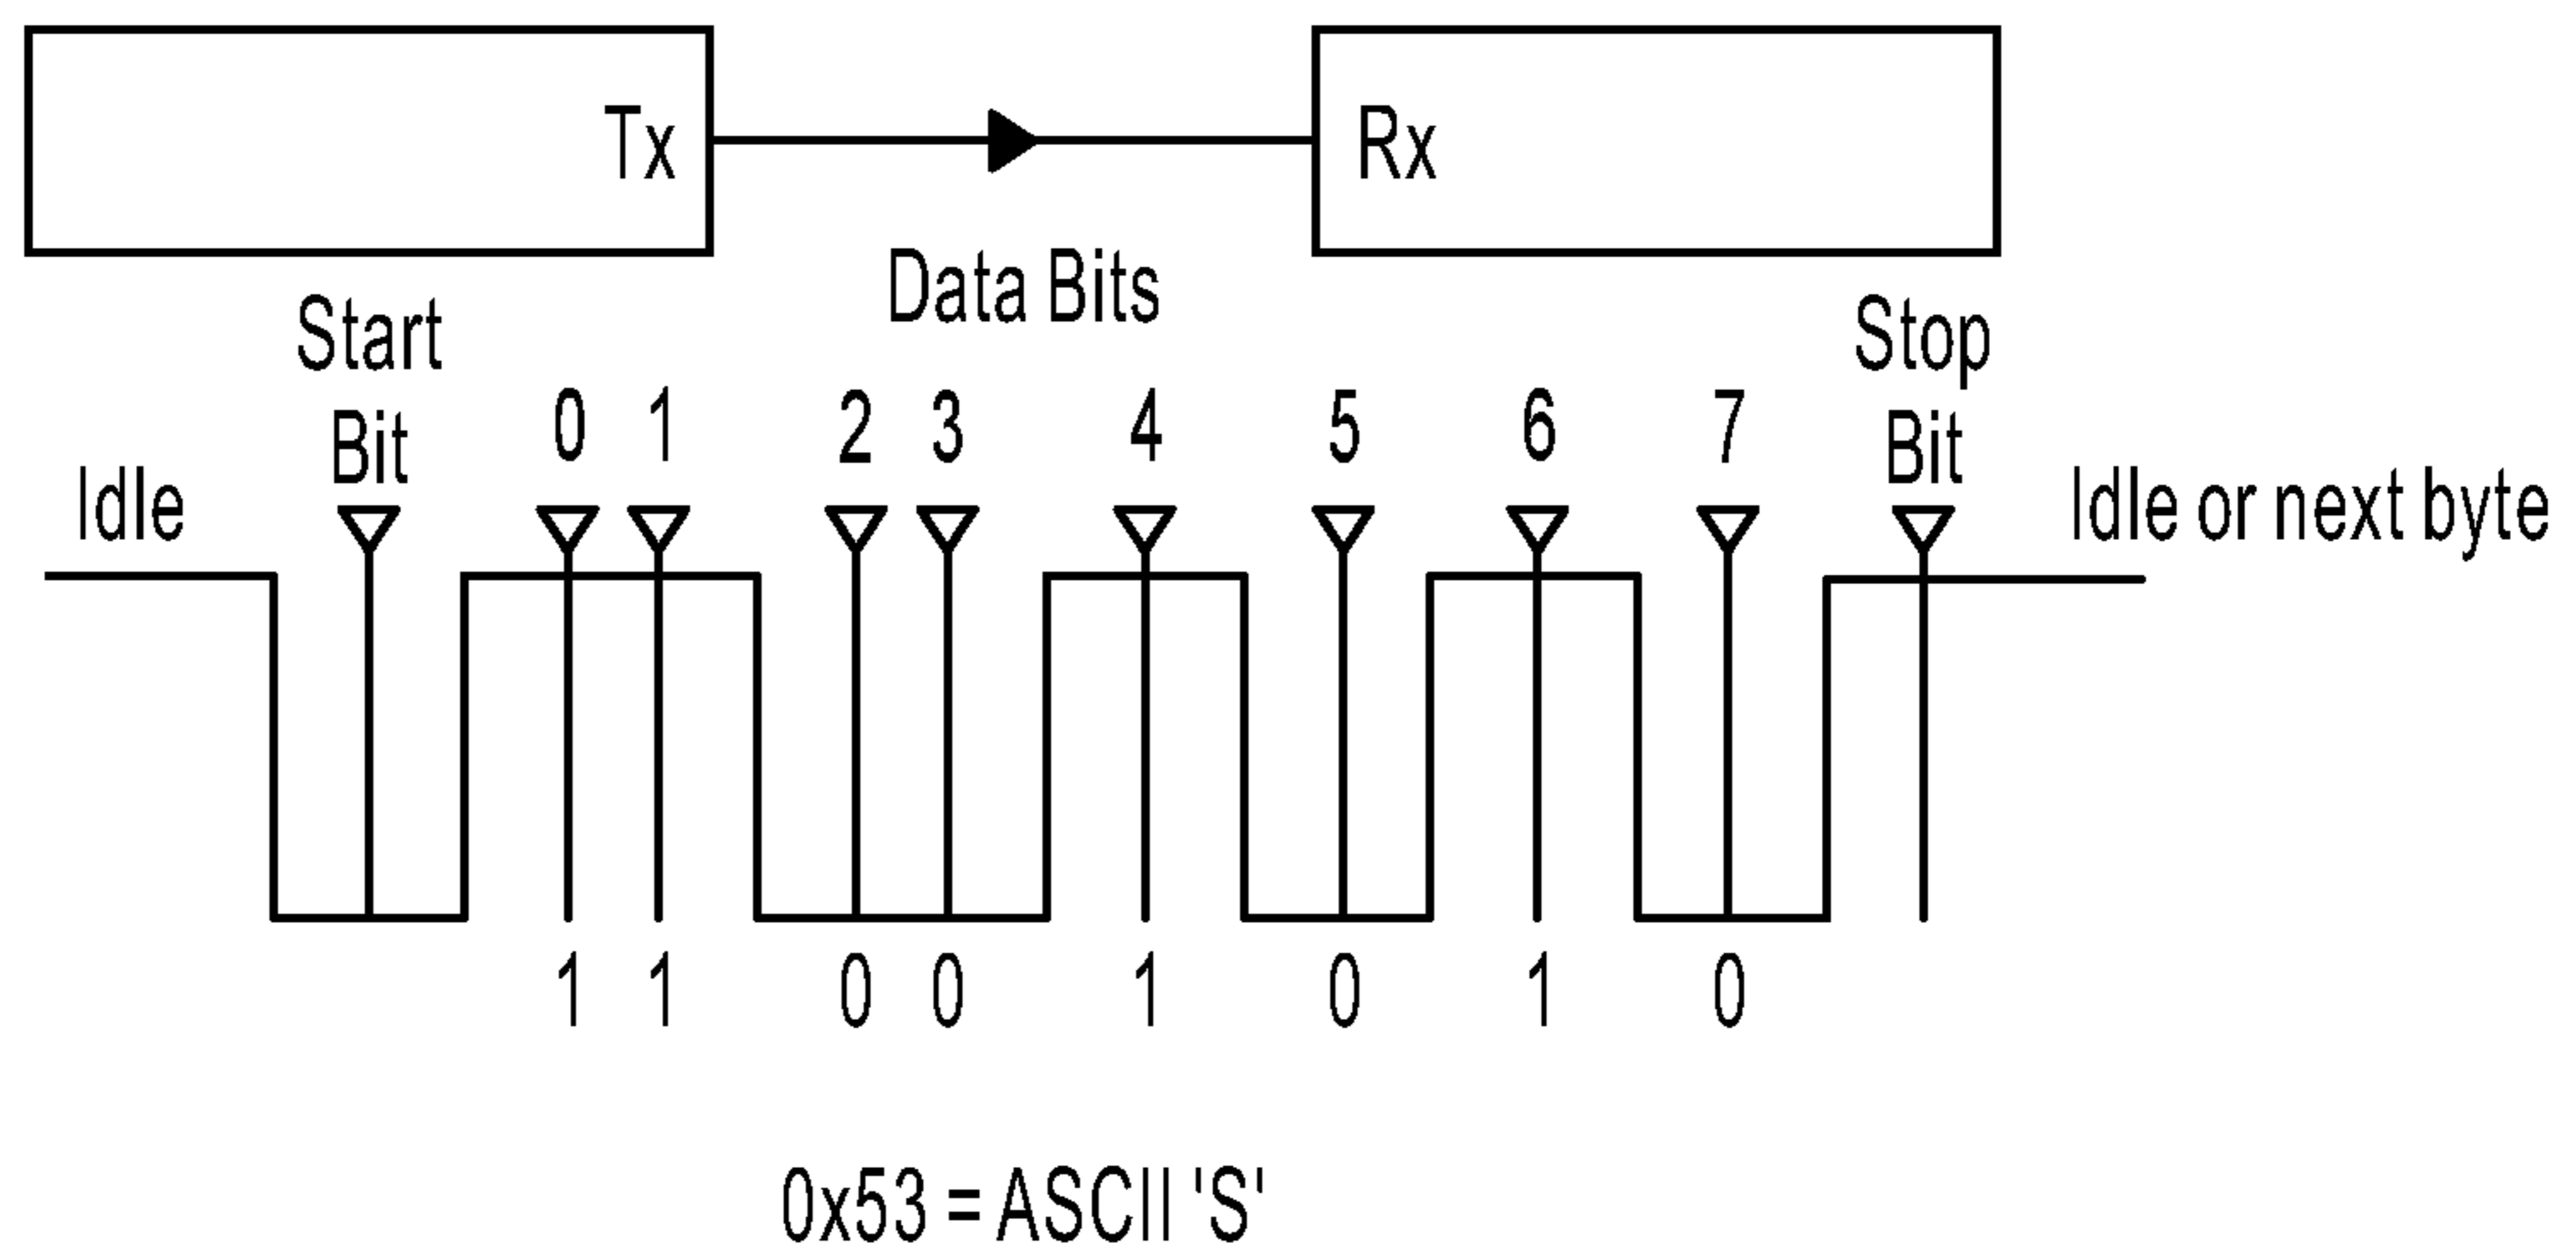 Tx Rx
Data Bits
Start Bit
Stop Bit
0 1 2 3 4 5 6 7
Idle
Idle or next byte
1 1 0 0 1 0 1 0
0x53 = ASCII 'S'